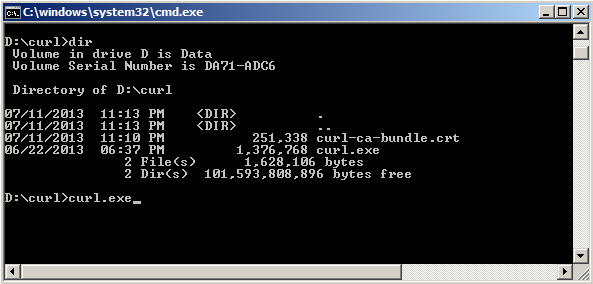 C:\windows\system32\cmd.exe
D:\curl>dir
 Volume in drive D is Data
 Volume Serial Number is DA71-ADC6
 Directory of D:\curl
07/11/2013  11:13 PM    <DIR>          .
07/11/2013  11:13 PM    <DIR>          ..
07/11/2013  11:10 PM           251,338 curl-ca-bundle.crt
06/22/2013  06:37 PM         1,376,768 curl.exe
               2 File(s)      1,628,106 bytes
               2 Dir(s)  101,593,808,896 bytes free
D:\curl>curl.exe_